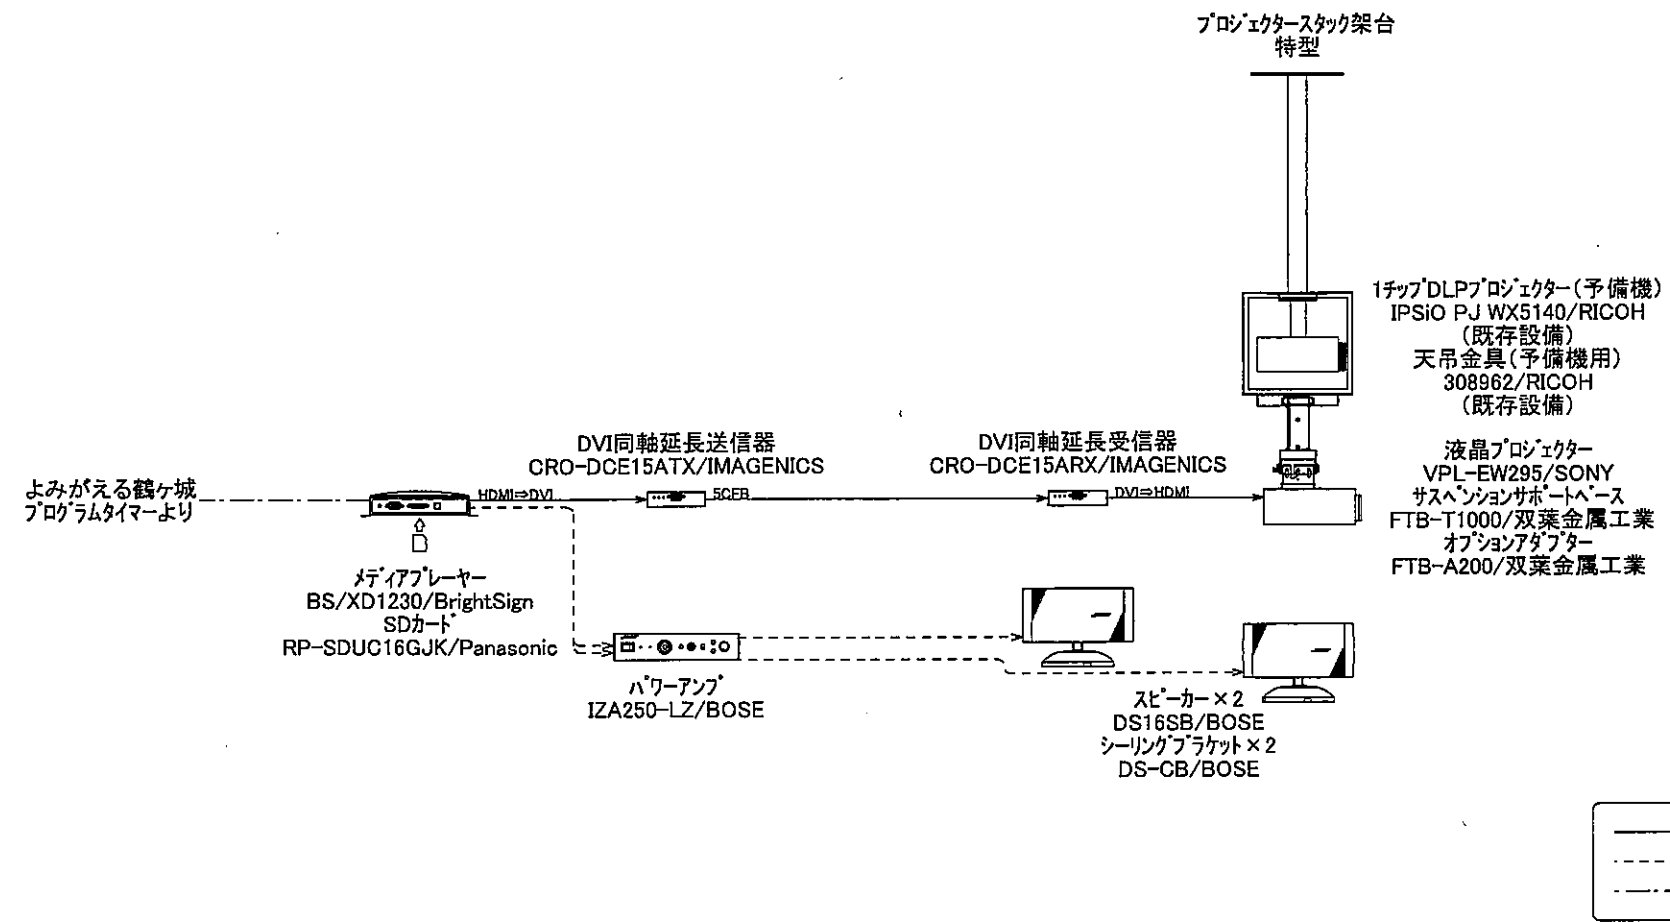 プロジェクタースタック架台
特型
1チップDLPプロジェクター(予備機)
IPSiO PJ WX5140/RICOH
(既存設備)
天吊金具(予備機用)
308962/RICOH
(既存設備)
液晶プロジェクター
VPL-EW295/SONY
サスペンションサポートベース
FTB-T1000/双葉金属工業
オプションアダプター
FTB-A200/双葉金属工業
DVI同軸延長送信器
CRO-DCE15ATX/IMAGENICS
DVI同軸延長受信器
CRO-DCE15ARX/IMAGENICS
よみがえる鶴ヶ城
プログラムタイマーより
HDMI⇒DVI
5CFB
DVI⇒HDMI
メディアプレーヤー
BS/XD1230/BrightSign
SDカード
RP-SDUC16GJK/Panasonic
パワーアンプ
IZA250-LZ/BOSE
スピーカー×2
DS16SB/BOSE
シーリングブラケット×2
DS-CB/BOSE